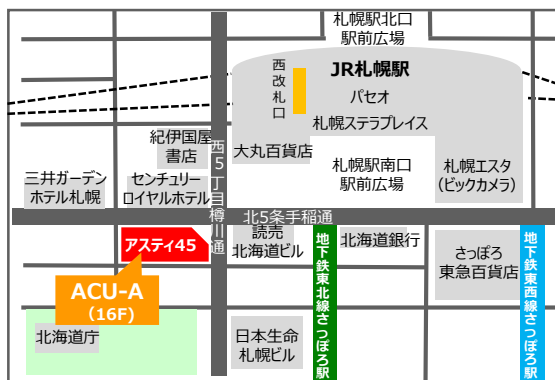 札幌駅北口
駅前広場
JR札幌駅
西改札口
パセオ
札幌ステラプレイス
紀伊国屋
書店
大丸百貨店
札幌駅南口
駅前広場
札幌エスタ
(ビックカメラ)
三井ガーデン
ホテル札幌
センチュリー
ロイヤルホテル
西5丁目樽川通
北5条手稲通
アスティ45
読売
北海道ビル
地下鉄東北線さっぽろ駅
北海道銀行
さっぽろ
東急百貨店
地下鉄東西線さっぽろ駅
ACU-A
(16F)
北海道庁
日本生命
札幌ビル